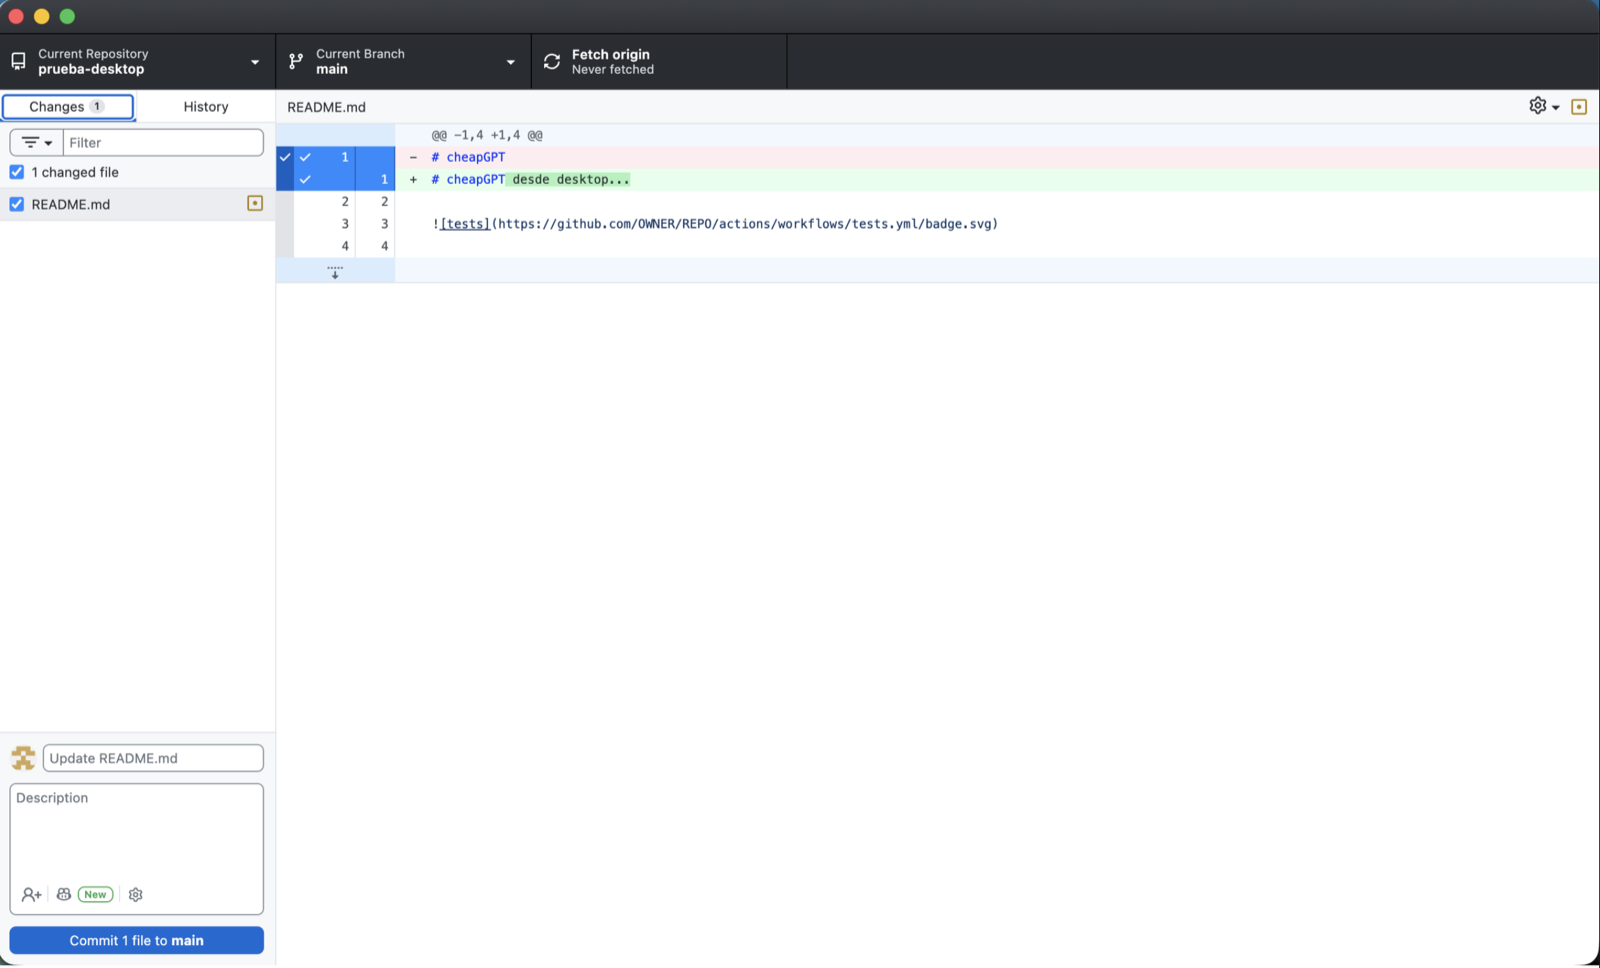 Current Repository
prueba-desktop
Current Branch
main
Fetch origin
Never fetched
Changes 1
History
README.md
Filter
1 changed file
README.md
@@ -1,4 +1,4 @@
1 - # cheapGPT
1 + # cheapGPT desde desktop...
2 2
3 3 ![tests](https://github.com/OWNER/REPO/actions/workflows/tests.yml/badge.svg)
4 4
Update README.md
Description
New
Commit 1 file to main